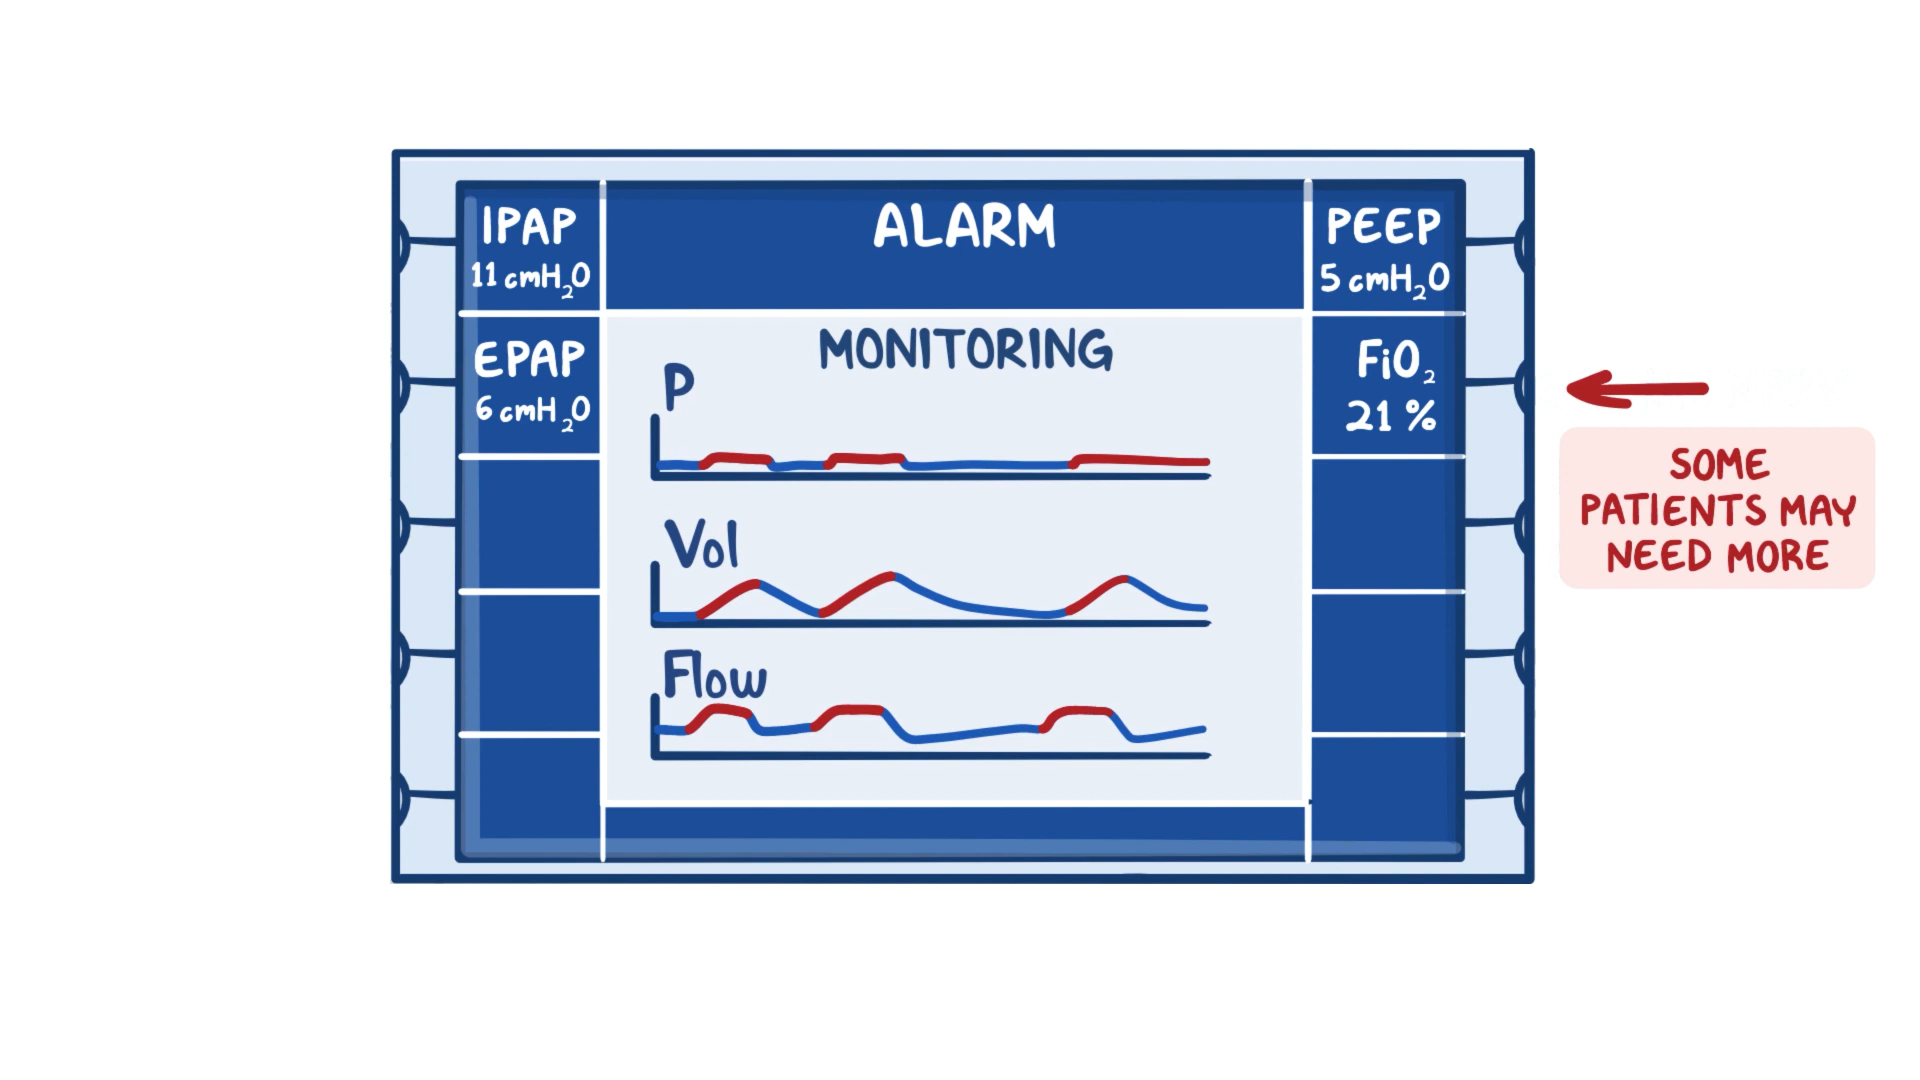 IPAP
11 cmH₂O
ALARM
PEEP
5 cmH₂O
EPAP
6 cmH₂O
MONITORING
FiO₂
21 %
P
Vol
Flow
SOME
PATIENTS MAY
NEED MORE